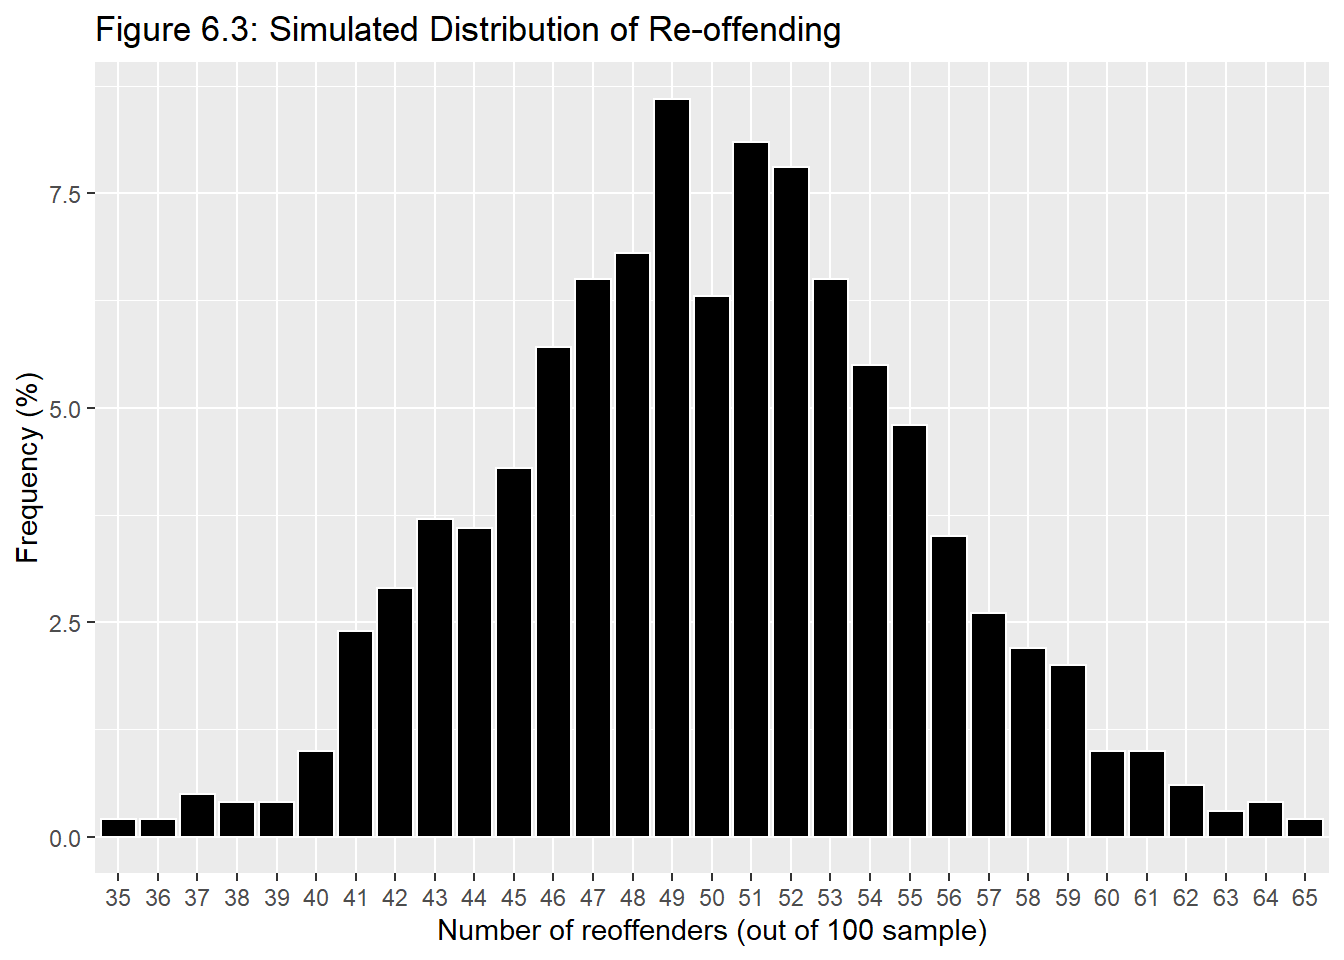 Figure 6.3: Simulated Distribution of Re-offending
Frequency (%)
7.5
5.0
2.5
0.0
35 36 37 38 39 40 41 42 43 44 45 46 47 48 49 50 51 52 53 54 55 56 57 58 59 60 61 62 63 64 65
Number of reoffenders (out of 100 sample)